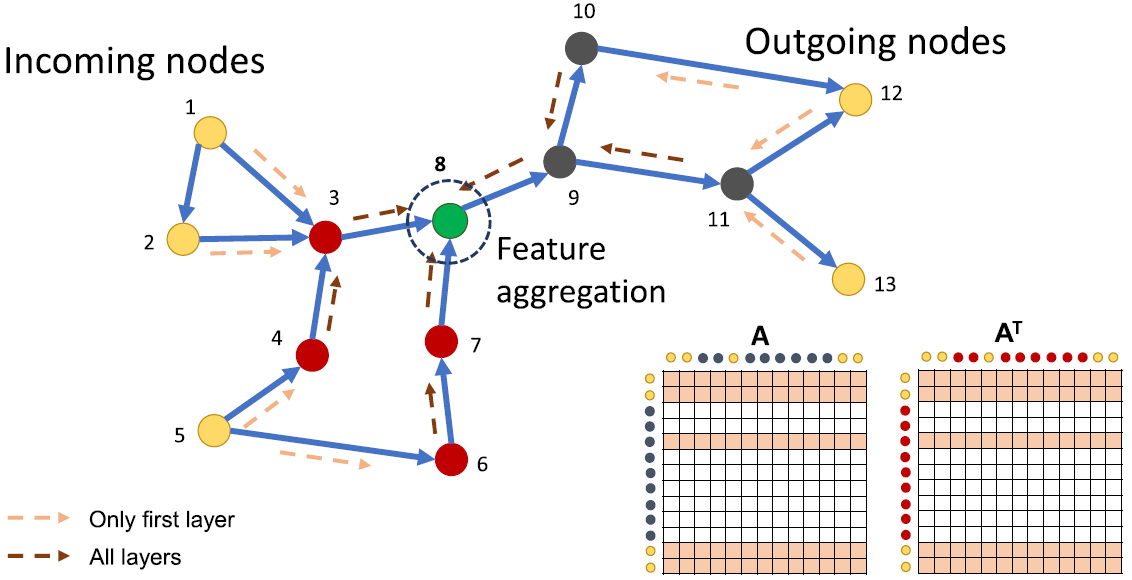 10
Incoming nodes
Outgoing nodes
1
12
8
3
9
11
2
Feature
aggregation
13
4
7
A
Aᵀ
5
6
Only first layer
All layers